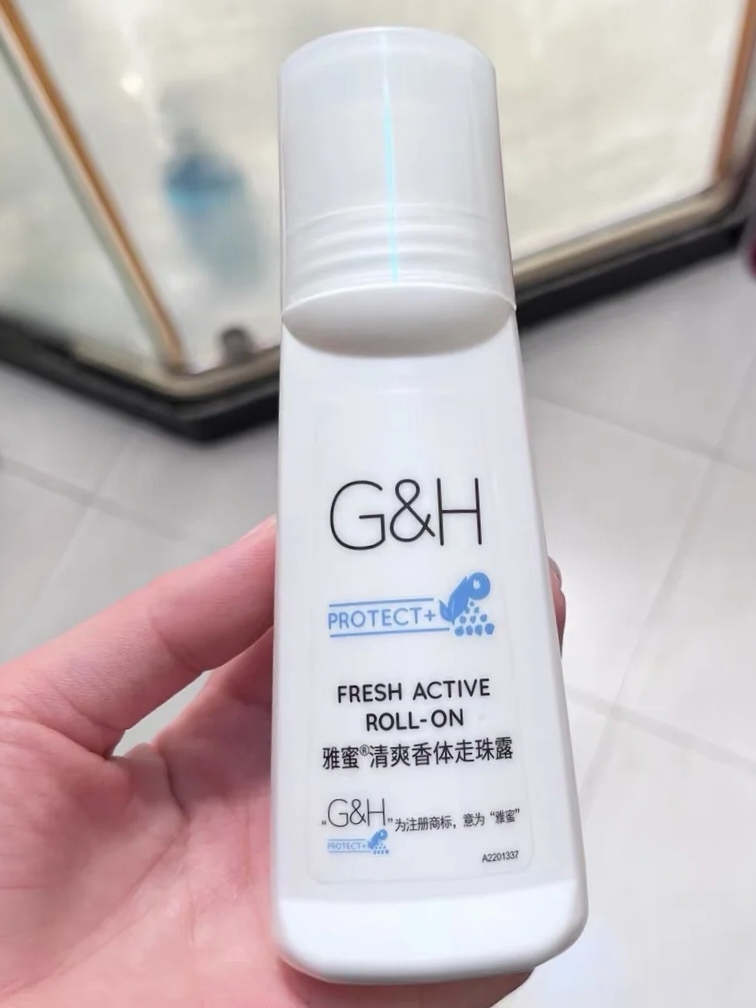 G&H
PROTECT+
FRESH ACTIVE
ROLL-ON
雅蜜®清爽香体走珠露
"G&H PROTECT+"为注册商标，意为"雅蜜"
A2201337